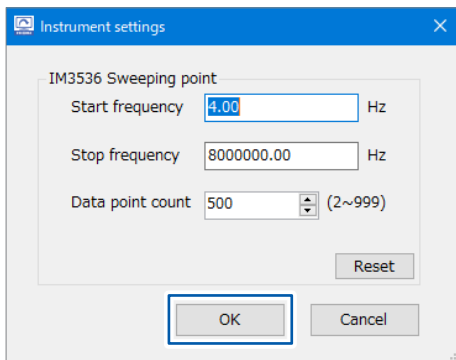 Instrument settings
IM3536 Sweeping point
Start frequency 4.00 Hz
Stop frequency 8000000.00 Hz
Data point count 500 (2~999)
Reset
OK Cancel